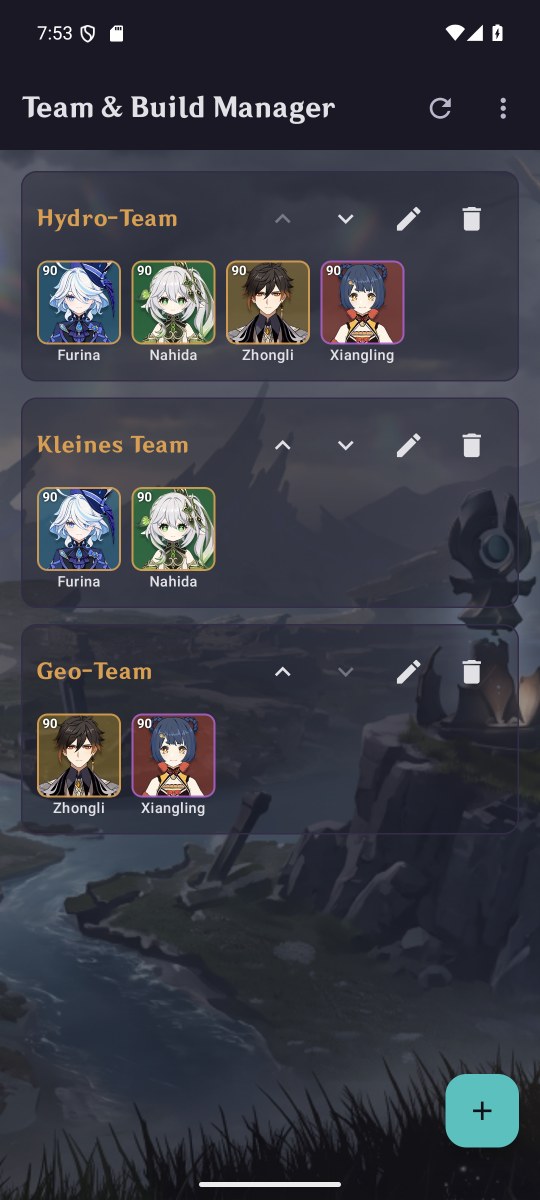 7:53
Team & Build Manager
Hydro-Team
90 90 90 90
Furina Nahida Zhongli Xiangling
Kleines Team
90 90
Furina Nahida
Geo-Team
90 90
Zhongli Xiangling